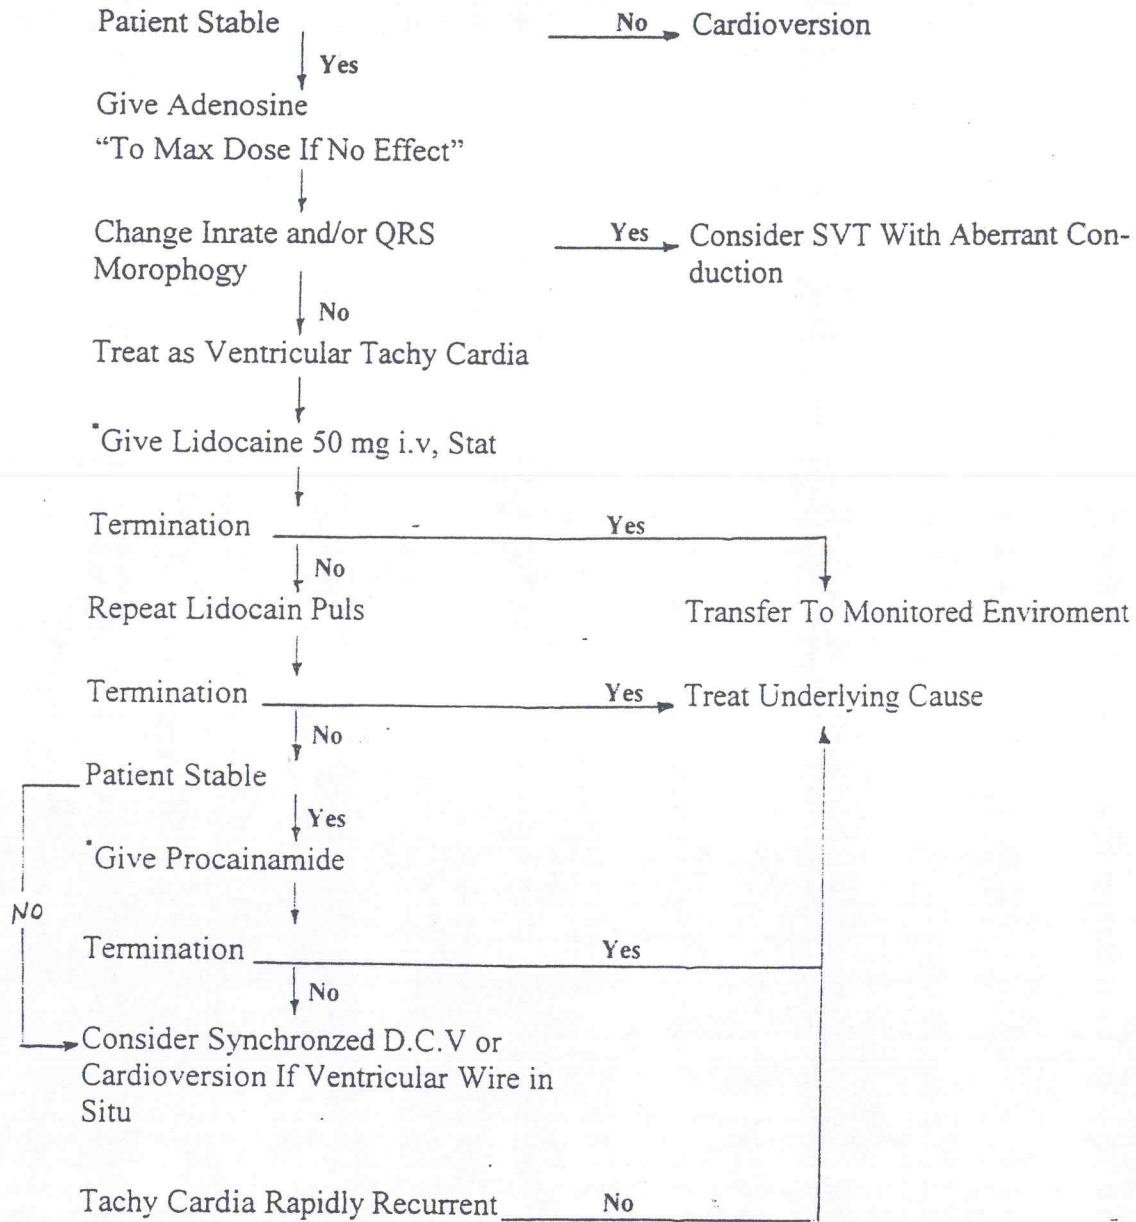 Patient Stable No Cardioversion
Yes
Give Adenosine
“To Max Dose If No Effect”
Change Inrate and/or QRS Yes Consider SVT With Aberrant Con-
Morophogy duction
No
Treat as Ventricular Tachy Cardia
*Give Lidocaine 50 mg i.v, Stat
Termination Yes
No
Repeat Lidocain Puls Transfer To Monitored Enviroment
Termination Yes Treat Underlying Cause
No
Patient Stable
Yes
*Give Procainamide
NO
Termination Yes
No
Consider Synchronzed D.C.V or
Cardioversion If Ventricular Wire in
Situ
Tachy Cardia Rapidly Recurrent No